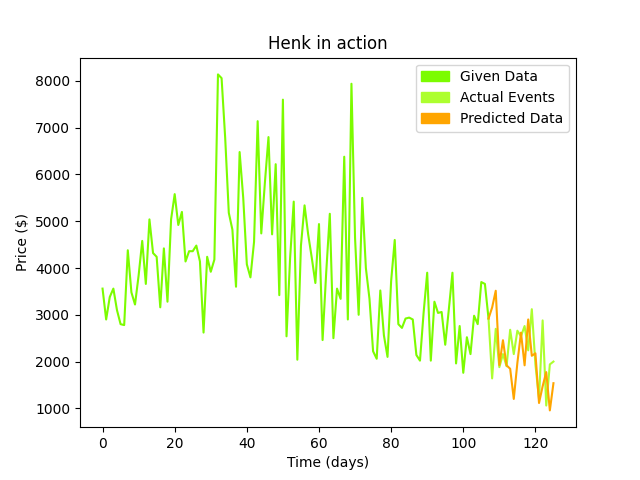 Henk in action
Given Data
Actual Events
Predicted Data
Price ($)
8000
7000
6000
5000
4000
3000
2000
1000
0 20 40 60 80 100 120
Time (days)